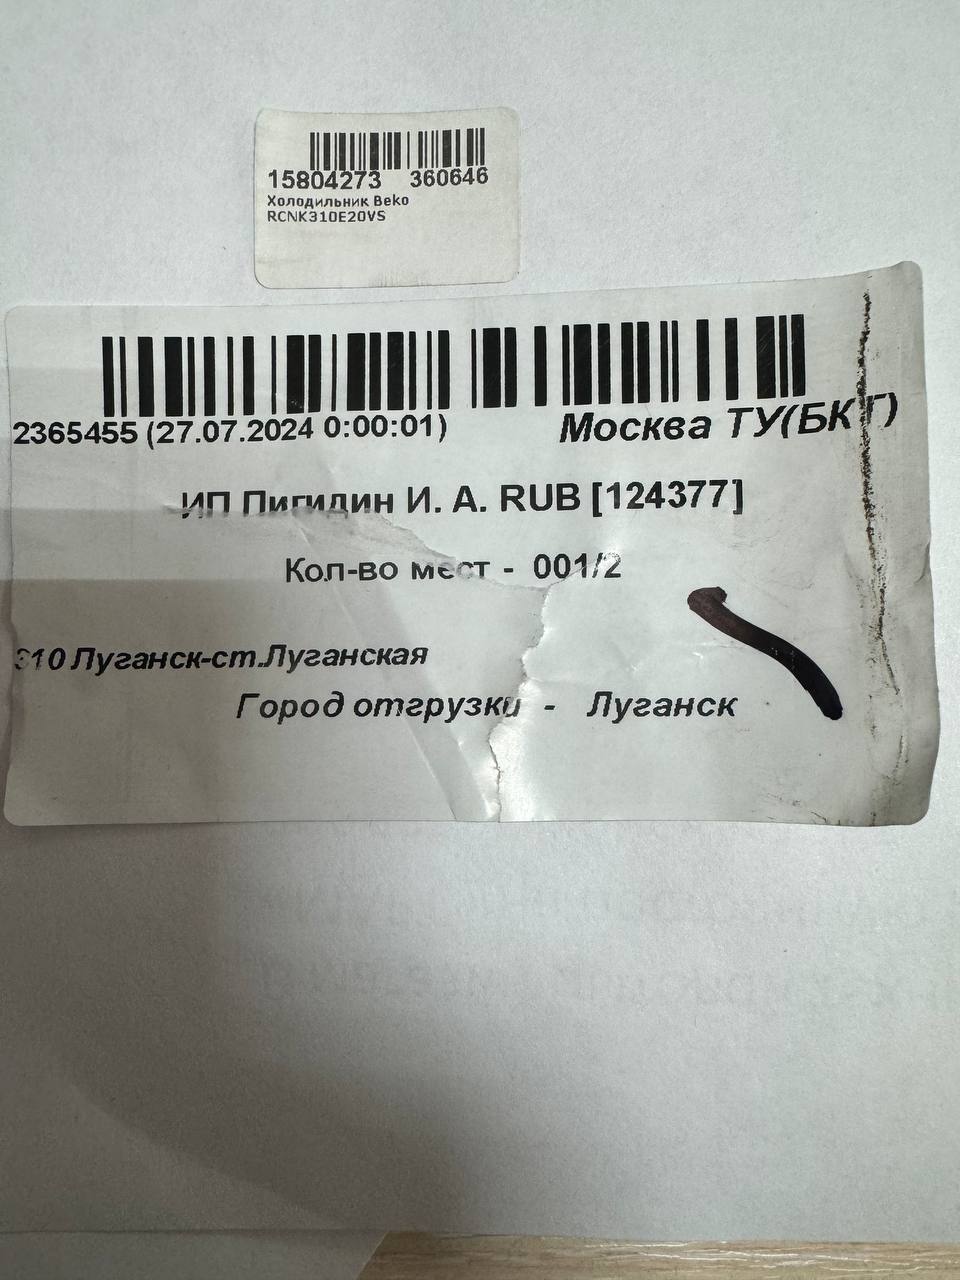 15804273 360646
Холодильник Beko
RCNK310E20VS
2365455 (27.07.2024 0:00:01) Москва ТУ(БКТ)
ИП Пигидин И. А. RUB [124377]
Кол-во мест - 001/2
310 Луганск-ст.Луганская
Город отгрузки - Луганск